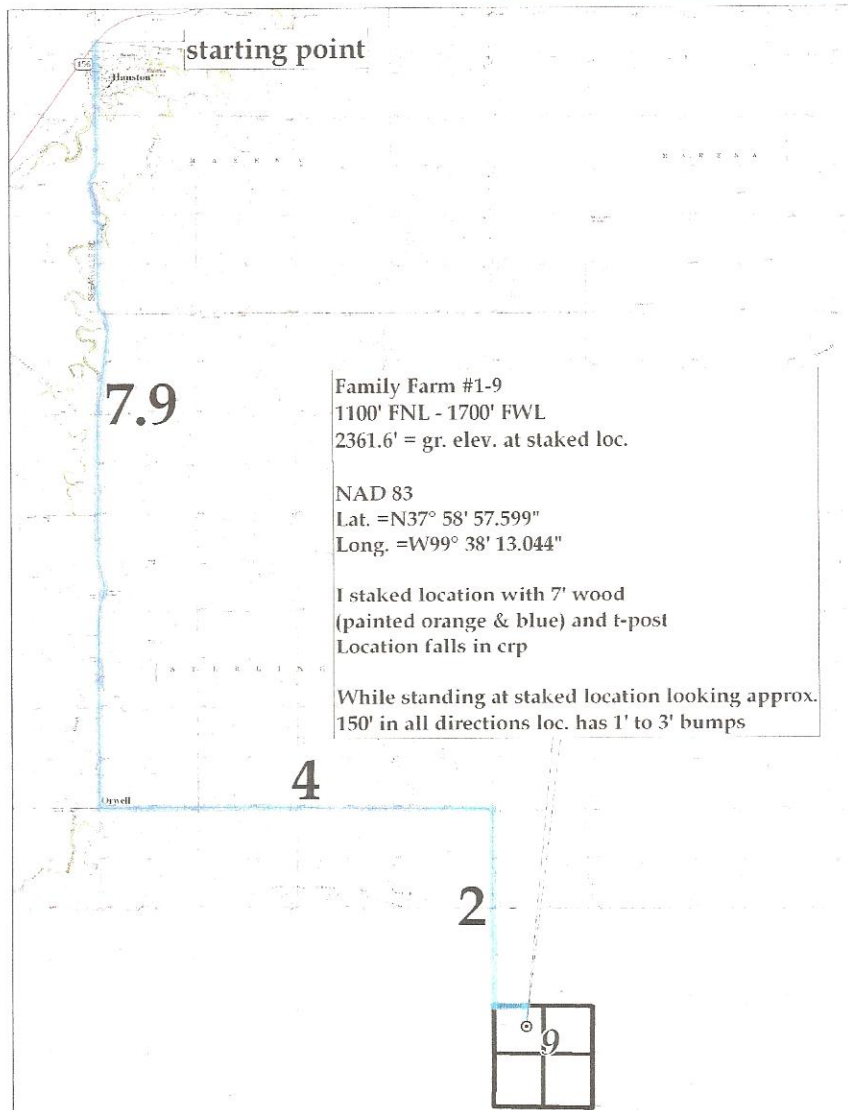 starting point
156
Hanston
M A R E N A
M A R E N A
7.9
Family Farm #1-9
1100' FNL - 1700' FWL
2361.6' = gr. elev. at staked loc.
NAD 83
Lat. =N37° 58' 57.599"
Long. =W99° 38' 13.044"
I staked location with 7' wood
(painted orange & blue) and t-post
Location falls in crp
While standing at staked location looking approx.
150' in all directions loc. has 1' to 3' bumps
S T E R L I N G
4
Orwell
2
9